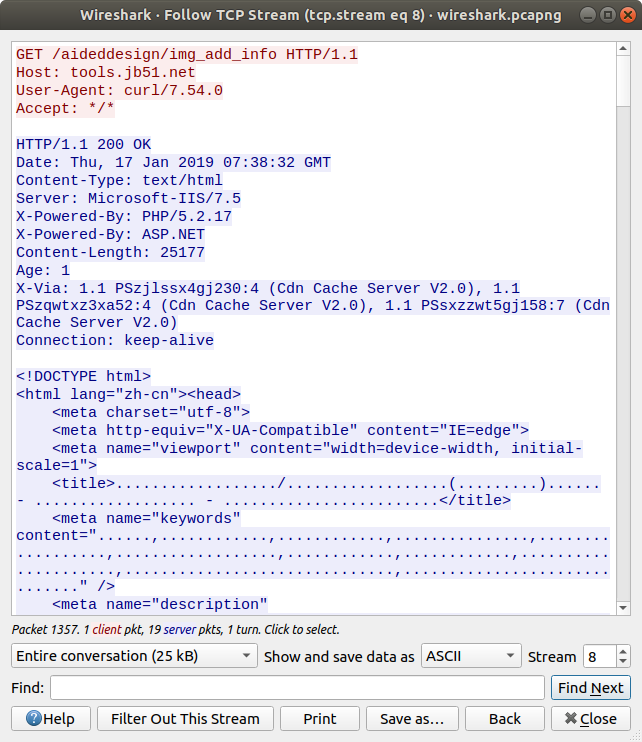 Wireshark · Follow TCP Stream (tcp.stream eq 8) · wireshark.pcapng
GET /aideddesign/img_add_info HTTP/1.1
Host: tools.jb51.net
User-Agent: curl/7.54.0
Accept: */*
HTTP/1.1 200 OK
Date: Thu, 17 Jan 2019 07:38:32 GMT
Content-Type: text/html
Server: Microsoft-IIS/7.5
X-Powered-By: PHP/5.2.17
X-Powered-By: ASP.NET
Content-Length: 25177
Age: 1
X-Via: 1.1 PSzjlssx4gj230:4 (Cdn Cache Server V2.0), 1.1
PSzqwtxz3xa52:4 (Cdn Cache Server V2.0), 1.1 PSsxzzwt5gj158:7 (Cdn
Cache Server V2.0)
Connection: keep-alive
<!DOCTYPE html>
<html lang="zh-cn"><head>
<meta charset="utf-8">
<meta http-equiv="X-UA-Compatible" content="IE=edge">
<meta name="viewport" content="width=device-width, initial-
scale=1">
<title>................../..................(.........)......
- .................. - ........................</title>
<meta name="keywords"
content="......,............,............,...............,........
..........,..................,............,............,..........
...........,..............................,.......................
......." />
<meta name="description"
Packet 1357. 1 client pkt, 19 server pkts, 1 turn. Click to select.
Entire conversation (25 kB) Show and save data as ASCII Stream 8
Find: Find Next
Help Filter Out This Stream Print Save as… Back Close